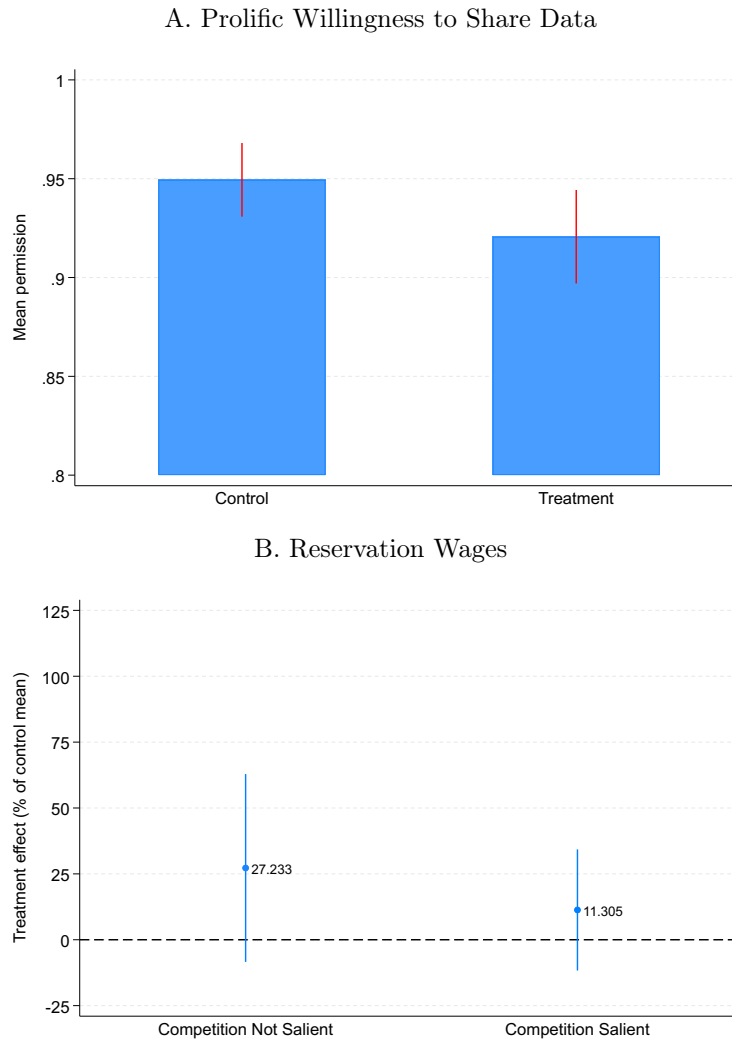 A. Prolific Willingness to Share Data
1
.95
.9
.85
.8
Mean permission
Control
Treatment
B. Reservation Wages
125
100
75
50
25
0
-25
Treatment effect (% of control mean)
27.233
11.305
Competition Not Salient
Competition Salient